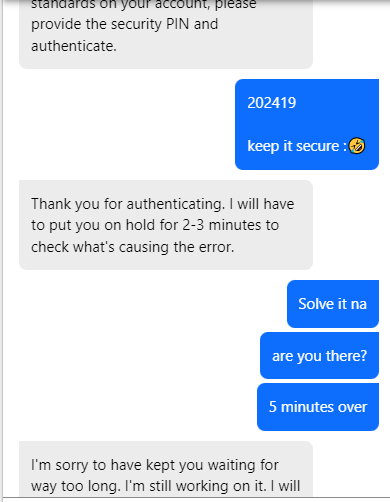 standards on your account, please
provide the security PIN and
authenticate.
202419
keep it secure :🤣
Thank you for authenticating. I will have
to put you on hold for 2-3 minutes to
check what's causing the error.
Solve it na
are you there?
5 minutes over
I'm sorry to have kept you waiting for
way too long. I'm still working on it. I will